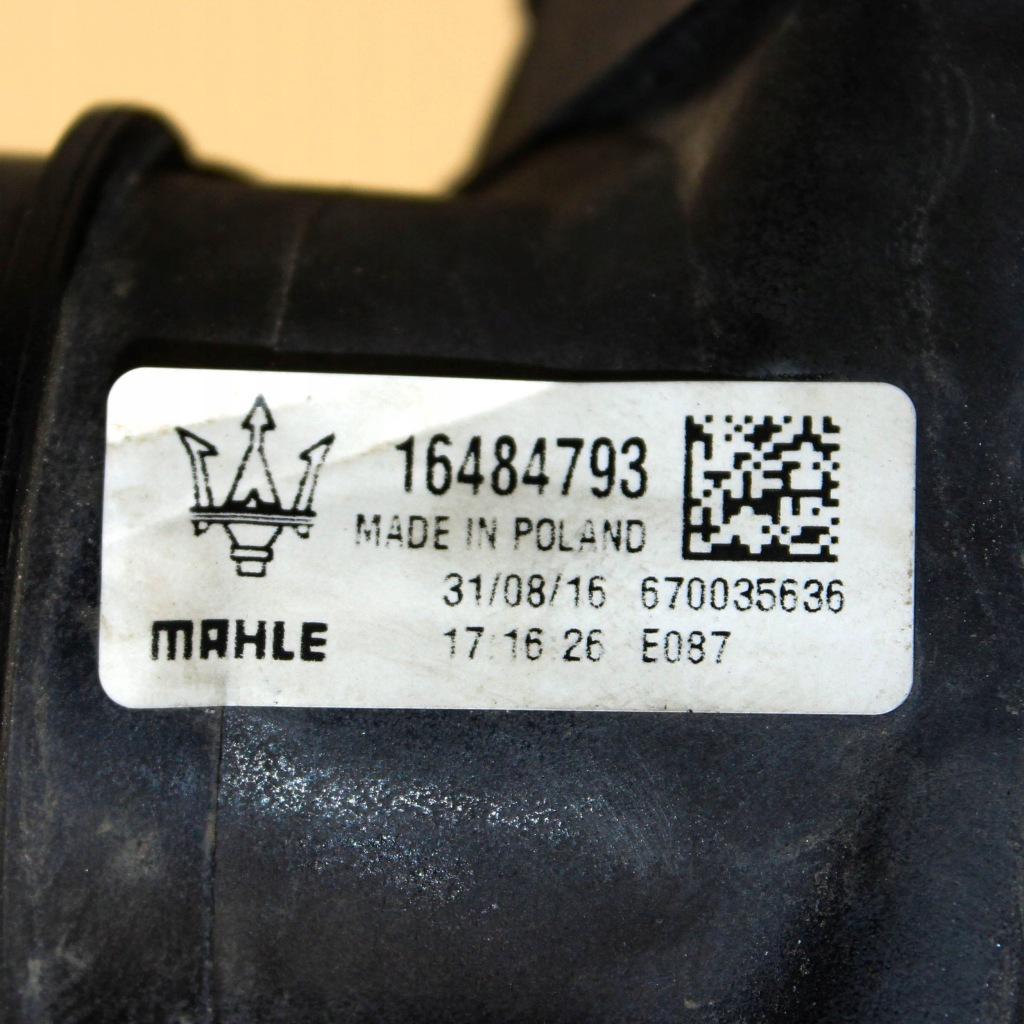 16484793
MADE IN POLAND
31/08/16 670035636
MAHLE 17:16:26 E087